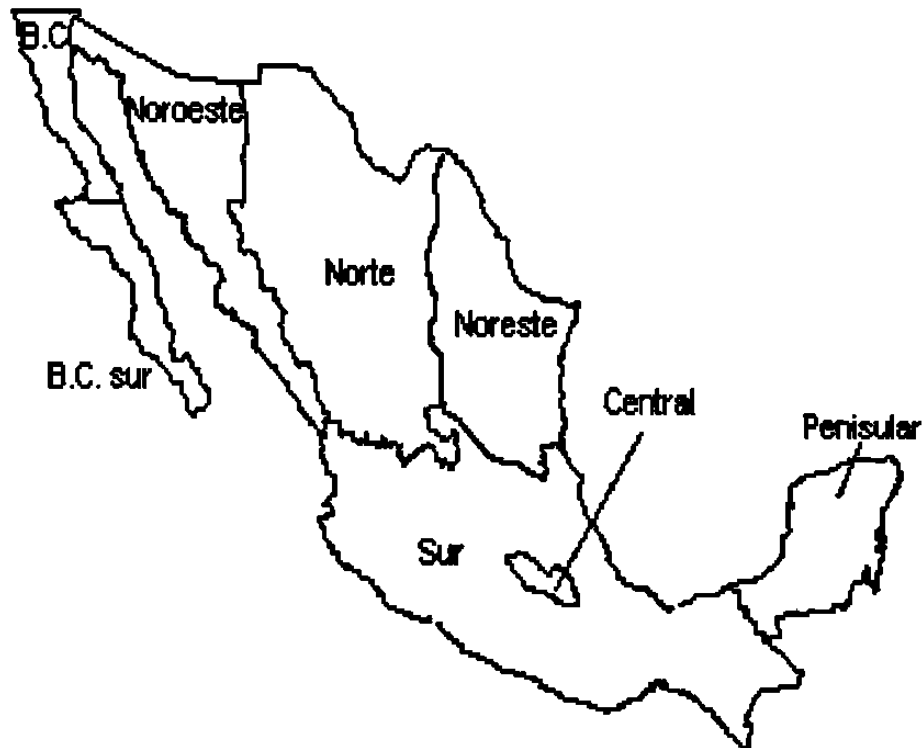 B.C
Noroeste
Norte
Noreste
B.C. sur
Central
Penisular
Sur